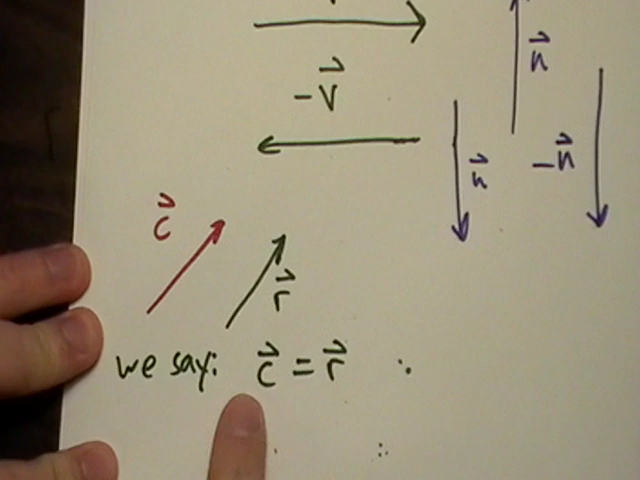 -V⃗
c⃗
r⃗
we say: c⃗ = r⃗